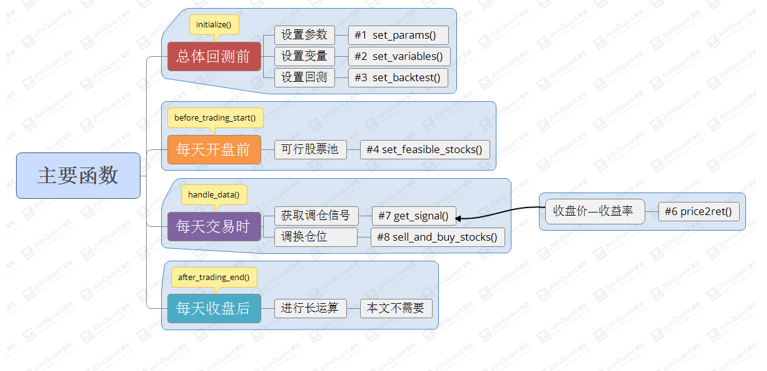 主要函数
initialize()
总体回测前
设置参数
#1 set_params()
设置变量
#2 set_variables()
设置回测
#3 set_backtest()
before_trading_start()
每天开盘前
可行股票池
#4 set_feasible_stocks()
handle_data()
每天交易时
获取调仓信号
#7 get_signal()
收盘价—收益率
#6 price2ret()
调换仓位
#8 sell_and_buy_stocks()
after_trading_end()
每天收盘后
进行长运算
本文不需要